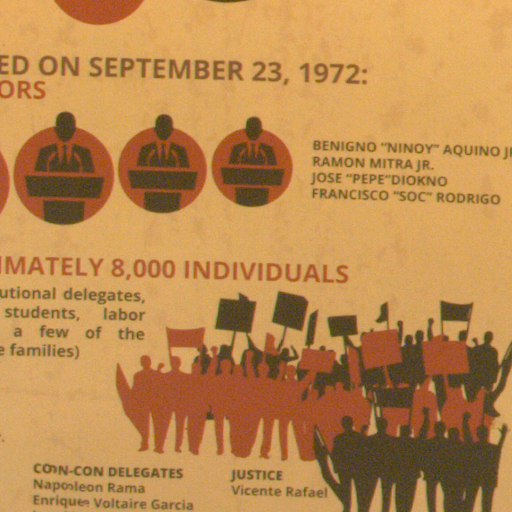 ED ON SEPTEMBER 23, 1972:
ORS
BENIGNO "NINOY" AQUINO JR
RAMON MITRA JR.
JOSE "PEPE"DIOKNO
FRANCISCO "SOC" RODRIGO
IMATELY 8,000 INDIVIDUALS
utional delegates,
students, labor
a few of the
e families)
CON-CON DELEGATES
Napoleon Rama
Enrique Voltaire Garcia
JUSTICE
Vicente Rafael